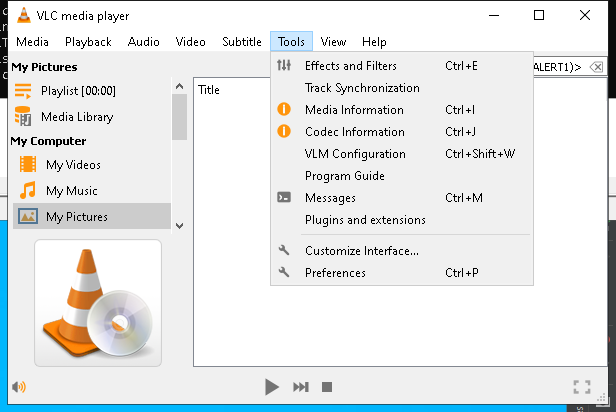 VLC media player
Media Playback Audio Video Subtitle Tools View Help
My Pictures
Playlist [00:00]
Media Library
My Computer
My Videos
My Music
My Pictures
Title
ALERT1)>
Effects and Filters Ctrl+E
Track Synchronization
Media Information Ctrl+I
Codec Information Ctrl+J
VLM Configuration Ctrl+Shift+W
Program Guide
Messages Ctrl+M
Plugins and extensions
Customize Interface...
Preferences Ctrl+P